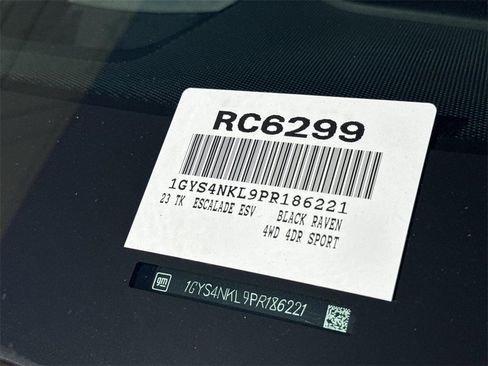 RC6299
1GYS4NKL9PR186221
23 TK ESCALADE ESV BLACK RAVEN
4WD 4DR SPORT
gm 1GYS4NKL9PR186221